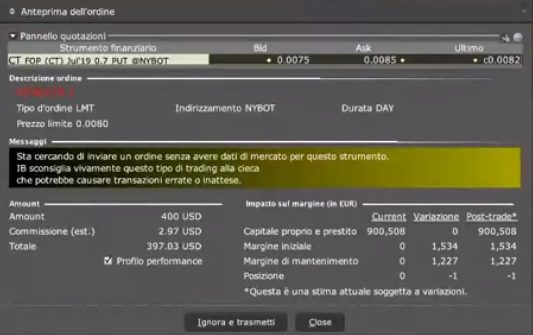 Anteprima dell'ordine
Pannello quotazioni
Strumento finanziario Bid Ask Ultimo
CT FOP (CT) Jul'19 0.7 PUT @NYBOT 0.0075 0.0085 c0.0082
Descrizione ordine
Tipo d'ordine LMT Indirizzamento NYBOT Durata DAY
Prezzo limite 0.0080
Messaggi
Sta cercando di inviare un ordine senza avere dati di mercato per questo strumento.
IB sconsiglia vivamente questo tipo di trading alla cieca
che potrebbe causare transazioni errate o inattese.
Amount Impatto sul margine (in EUR)
Current Variazione Post-trade*
Amount 400 USD
Capitale proprio e prestito 900,508 0 900,508
Commissione (est.) 2.97 USD
Margine iniziale 0 1,534 1,534
Totale 397.03 USD
Margine di mantenimento 0 1,227 1,227
Profilo performance
Posizione 0 -1 -1
*Questa è una stima attuale soggetta a variazioni.
Ignora e trasmetti Close